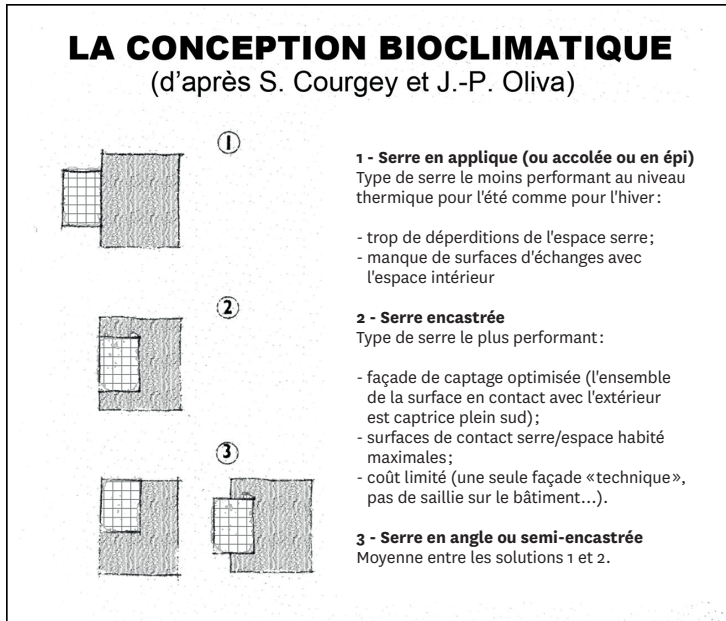 LA CONCEPTION BIOCLIMATIQUE
(d'après S. Courgey et J.-P. Oliva)
1
1 - Serre en applique (ou accolée ou en épi)
Type de serre le moins performant au niveau
thermique pour l'été comme pour l'hiver:
- trop de déperditions de l'espace serre;
- manque de surfaces d'échanges avec
l'espace intérieur
2
2 - Serre encastrée
Type de serre le plus performant:
- façade de captage optimisée (l'ensemble
de la surface en contact avec l'extérieur
est captrice plein sud);
- surfaces de contact serre/espace habité
maximales;
- coût limité (une seule façade «technique»,
pas de saillie sur le bâtiment...).
3
3 - Serre en angle ou semi-encastrée
Moyenne entre les solutions 1 et 2.